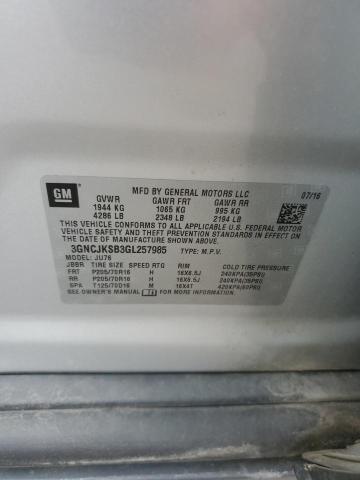 GM
MFD BY GENERAL MOTORS LLC 07/16
GVWR GAWR FRT GAWR RR
1944 KG 1065 KG 995 KG
4286 LB 2348 LB 2194 LB
THIS VEHICLE CONFORMS TO ALL APPLICABLE U.S. FEDERAL MOTOR
VEHICLE SAFETY AND THEFT PREVENTION STANDARDS IN EFFECT ON
THE DATE OF MANUFACTURE SHOWN ABOVE.
3GNCJKSB3GL257985 TYPE: M.P.V.
JBBR JU76
TIRE SIZE SPEED RTG RIM COLD TIRE PRESSURE
FRT P205/70R16 H 16X6.5J 240KPA(35PSI)
RR P205/70R16 H 16X6.5J 240KPA(35PSI)
SPA T125/70D16 M 16X4T 420KPA(60PSI)
SEE OWNER'S MANUAL FOR MORE INFORMATION.